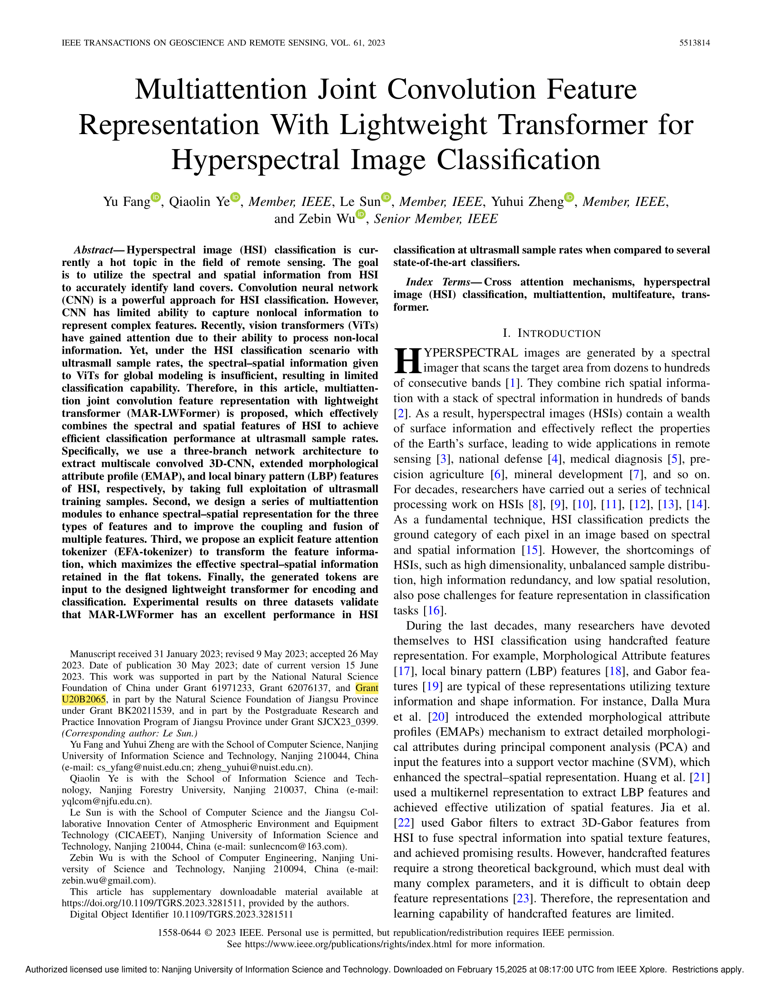 IEEE TRANSACTIONS ON GEOSCIENCE AND REMOTE SENSING, VOL. 61, 2023
5513814
Multiattention Joint Convolution Feature
Representation With Lightweight Transformer for
Hyperspectral Image Classification
Yu Fang, Qiaolin Ye, Member, IEEE, Le Sun, Member, IEEE, Yuhui Zheng, Member, IEEE,
and Zebin Wu, Senior Member, IEEE
Abstract—Hyperspectral image (HSI) classification is cur-
rently a hot topic in the field of remote sensing. The goal
is to utilize the spectral and spatial information from HSI
to accurately identify land covers. Convolution neural network
(CNN) is a powerful approach for HSI classification. However,
CNN has limited ability to capture nonlocal information to
represent complex features. Recently, vision transformers (ViTs)
have gained attention due to their ability to process non-local
information. Yet, under the HSI classification scenario with
ultrasmall sample rates, the spectral–spatial information given
to ViTs for global modeling is insufficient, resulting in limited
classification capability. Therefore, in this article, multiatten-
tion joint convolution feature representation with lightweight
transformer (MAR-LWFormer) is proposed, which effectively
combines the spectral and spatial features of HSI to achieve
efficient classification performance at ultrasmall sample rates.
Specifically, we use a three-branch network architecture to
extract multiscale convolved 3D-CNN, extended morphological
attribute profile (EMAP), and local binary pattern (LBP) features
of HSI, respectively, by taking full exploitation of ultrasmall
training samples. Second, we design a series of multiattention
modules to enhance spectral–spatial representation for the three
types of features and to improve the coupling and fusion of
multiple features. Third, we propose an explicit feature attention
tokenizer (EFA-tokenizer) to transform the feature informa-
tion, which maximizes the effective spectral–spatial information
retained in the flat tokens. Finally, the generated tokens are
input to the designed lightweight transformer for encoding and
classification. Experimental results on three datasets validate
that MAR-LWFormer has an excellent performance in HSI
Manuscript received 31 January 2023; revised 9 May 2023; accepted 26 May
2023. Date of publication 30 May 2023; date of current version 15 June
2023. This work was supported in part by the National Natural Science
Foundation of China under Grant 61971233, Grant 62076137, and Grant
U20B2065, in part by the Natural Science Foundation of Jiangsu Province
under Grant BK20211539, and in part by the Postgraduate Research and
Practice Innovation Program of Jiangsu Province under Grant SJCX23_0399.
(Corresponding author: Le Sun.)
Yu Fang and Yuhui Zheng are with the School of Computer Science, Nanjing
University of Information Science and Technology, Nanjing 210044, China
(e-mail: cs_yfang@nuist.edu.cn; zheng_yuhui@nuist.edu.cn).
Qiaolin Ye is with the School of Information Science and Tech-
nology, Nanjing Forestry University, Nanjing 210037, China (e-mail:
yqlcom@njfu.edu.cn).
Le Sun is with the School of Computer Science and the Jiangsu Col-
laborative Innovation Center of Atmospheric Environment and Equipment
Technology (CICAEET), Nanjing University of Information Science and
Technology, Nanjing 210044, China (e-mail: sunlecncom@163.com).
Zebin Wu is with the School of Computer Engineering, Nanjing Uni-
versity of Science and Technology, Nanjing 210094, China (e-mail:
zebin.wu@gmail.com).
This article has supplementary downloadable material available at
https://doi.org/10.1109/TGRS.2023.3281511, provided by the authors.
Digital Object Identifier 10.1109/TGRS.2023.3281511
classification at ultrasmall sample rates when compared to several
state-of-the-art classifiers.
Index Terms—Cross attention mechanisms, hyperspectral
image (HSI) classification, multiattention, multifeature, trans-
former.
I. INTRODUCTION
HYPERSPECTRAL images are generated by a spectral
imager that scans the target area from dozens to hundreds
of consecutive bands [1]. They combine rich spatial informa-
tion with a stack of spectral information in hundreds of bands
[2]. As a result, hyperspectral images (HSIs) contain a wealth
of surface information and effectively reflect the properties
of the Earth's surface, leading to wide applications in remote
sensing [3], national defense [4], medical diagnosis [5], pre-
cision agriculture [6], mineral development [7], and so on.
For decades, researchers have carried out a series of technical
processing work on HSIs [8], [9], [10], [11], [12], [13], [14].
As a fundamental technique, HSI classification predicts the
ground category of each pixel in an image based on spectral
and spatial information [15]. However, the shortcomings of
HSIs, such as high dimensionality, unbalanced sample distribu-
tion, high information redundancy, and low spatial resolution,
also pose challenges for feature representation in classification
tasks [16].
During the last decades, many researchers have devoted
themselves to HSI classification using handcrafted feature
representation. For example, Morphological Attribute features
[17], local binary pattern (LBP) features [18], and Gabor fea-
tures [19] are typical of these representations utilizing texture
information and shape information. For instance, Dalla Mura
et al. [20] introduced the extended morphological attribute
profiles (EMAPs) mechanism to extract detailed morphologi-
cal attributes during principal component analysis (PCA) and
input the features into a support vector machine (SVM), which
enhanced the spectral–spatial representation. Huang et al. [21]
used a multikernel representation to extract LBP features and
achieved effective utilization of spatial features. Jia et al.
[22] used Gabor filters to extract 3D-Gabor features from
HSI to fuse spectral information into spatial texture features,
and achieved promising results. However, handcrafted features
require a strong theoretical background, which must deal with
many complex parameters, and it is difficult to obtain deep
feature representations [23]. Therefore, the representation and
learning capability of handcrafted features are limited.
1558-0644 © 2023 IEEE. Personal use is permitted, but republication/redistribution requires IEEE permission.
See https://www.ieee.org/publications/rights/index.html for more information.
Authorized licensed use limited to: Nanjing University of Information Science and Technology. Downloaded on February 15,2025 at 08:17:00 UTC from IEEE Xplore. Restrictions apply.